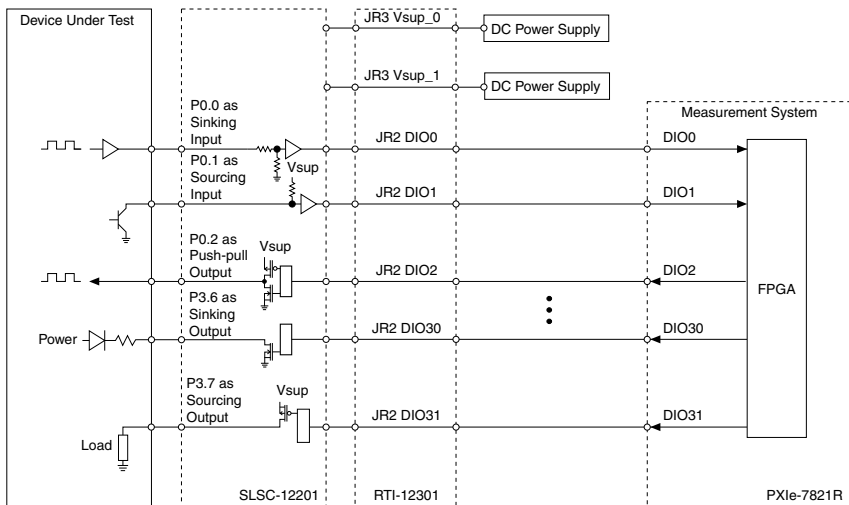 Device Under Test
JR3 Vsup_0
DC Power Supply
JR3 Vsup_1
DC Power Supply
Measurement System
P0.0 as
Sinking
Input
JR2 DIO0
DIO0
P0.1 as
Sourcing
Input
Vsup
JR2 DIO1
DIO1
P0.2 as
Push-pull
Output
Vsup
JR2 DIO2
DIO2
FPGA
P3.6 as
Sinking
Output
Power
JR2 DIO30
DIO30
P3.7 as
Sourcing
Output
Vsup
JR2 DIO31
DIO31
Load
SLSC-12201
RTI-12301
PXIe-7821R